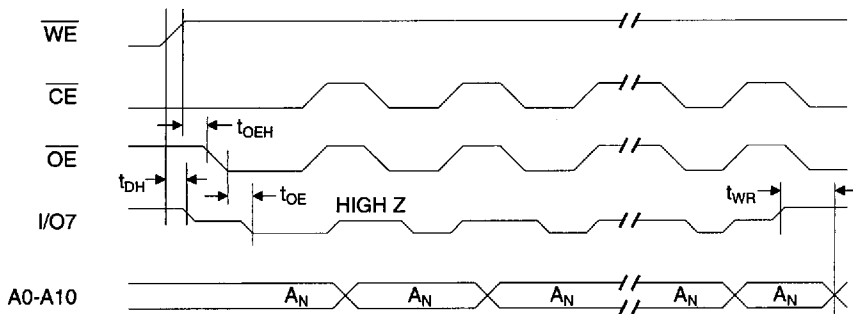 WE
CE
tOEH
OE
tDH
tOE
HIGH Z
tWR
I/O7
A0-A10 AN AN AN AN AN